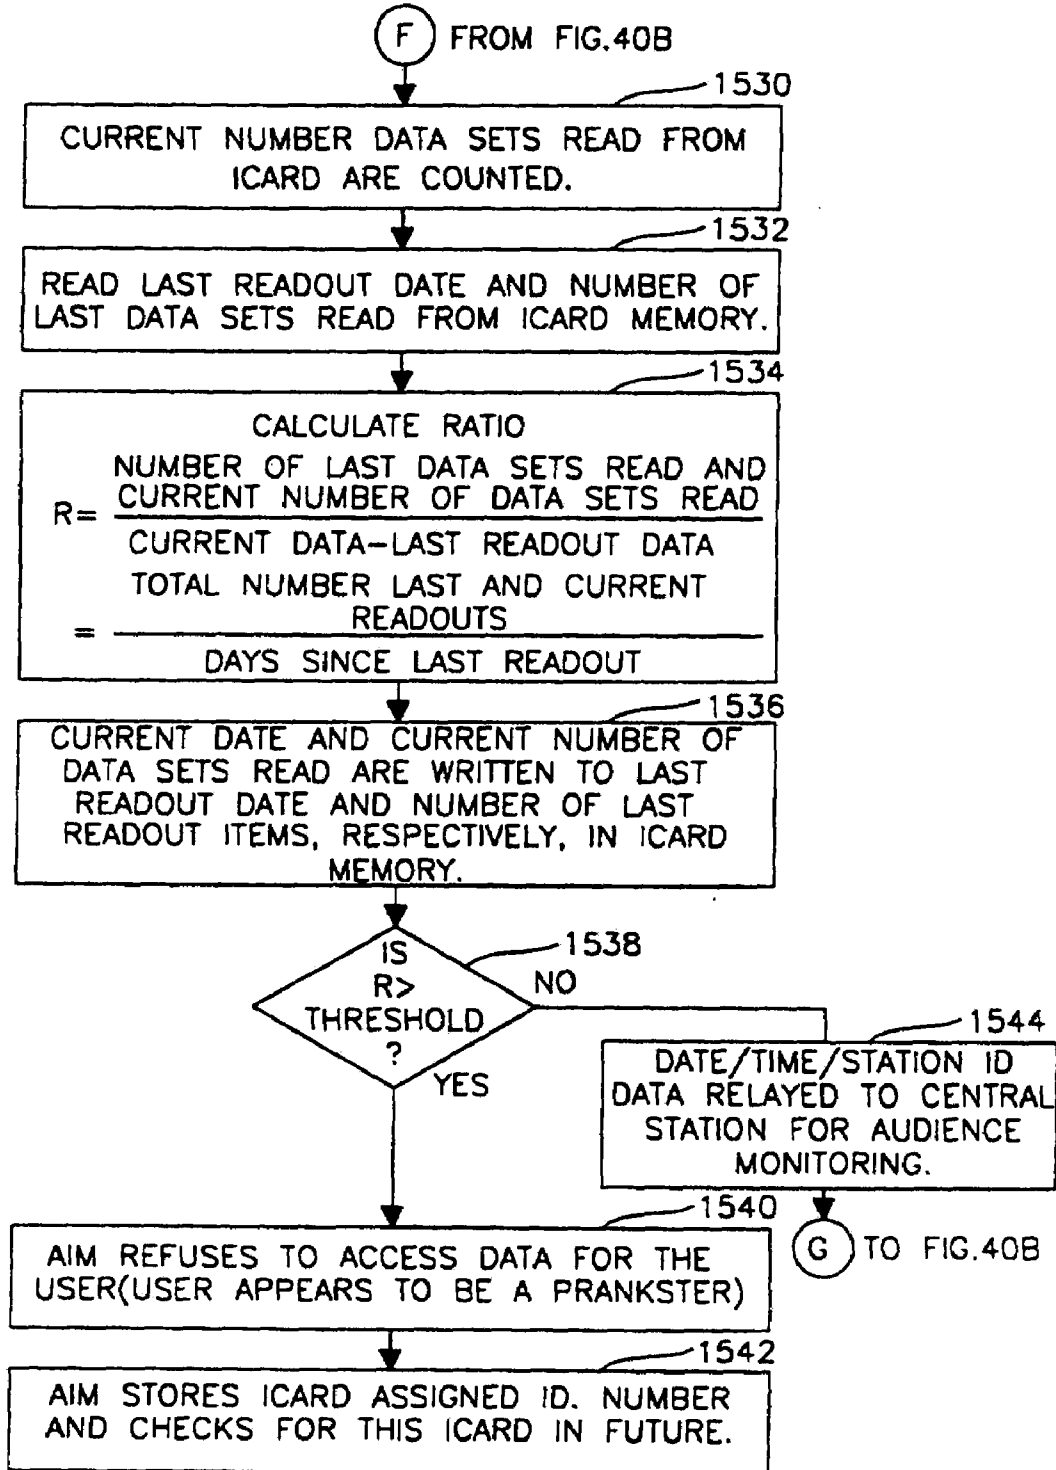 F FROM FIG.40B
1530
CURRENT NUMBER DATA SETS READ FROM
ICARD ARE COUNTED.
1532
READ LAST READOUT DATE AND NUMBER OF
LAST DATA SETS READ FROM ICARD MEMORY.
1534
CALCULATE RATIO
NUMBER OF LAST DATA SETS READ AND
CURRENT NUMBER OF DATA SETS READ
R=
CURRENT DATA-LAST READOUT DATA
TOTAL NUMBER LAST AND CURRENT
READOUTS
=
DAYS SINCE LAST READOUT
1536
CURRENT DATE AND CURRENT NUMBER OF
DATA SETS READ ARE WRITTEN TO LAST
READOUT DATE AND NUMBER OF LAST
READOUT ITEMS, RESPECTIVELY, IN ICARD
MEMORY.
1538
IS
R>
THRESHOLD
?
NO
YES
1544
DATE/TIME/STATION ID
DATA RELAYED TO CENTRAL
STATION FOR AUDIENCE
MONITORING.
G TO FIG.40B
1540
AIM REFUSES TO ACCESS DATA FOR THE
USER(USER APPEARS TO BE A PRANKSTER)
1542
AIM STORES ICARD ASSIGNED ID. NUMBER
AND CHECKS FOR THIS ICARD IN FUTURE.